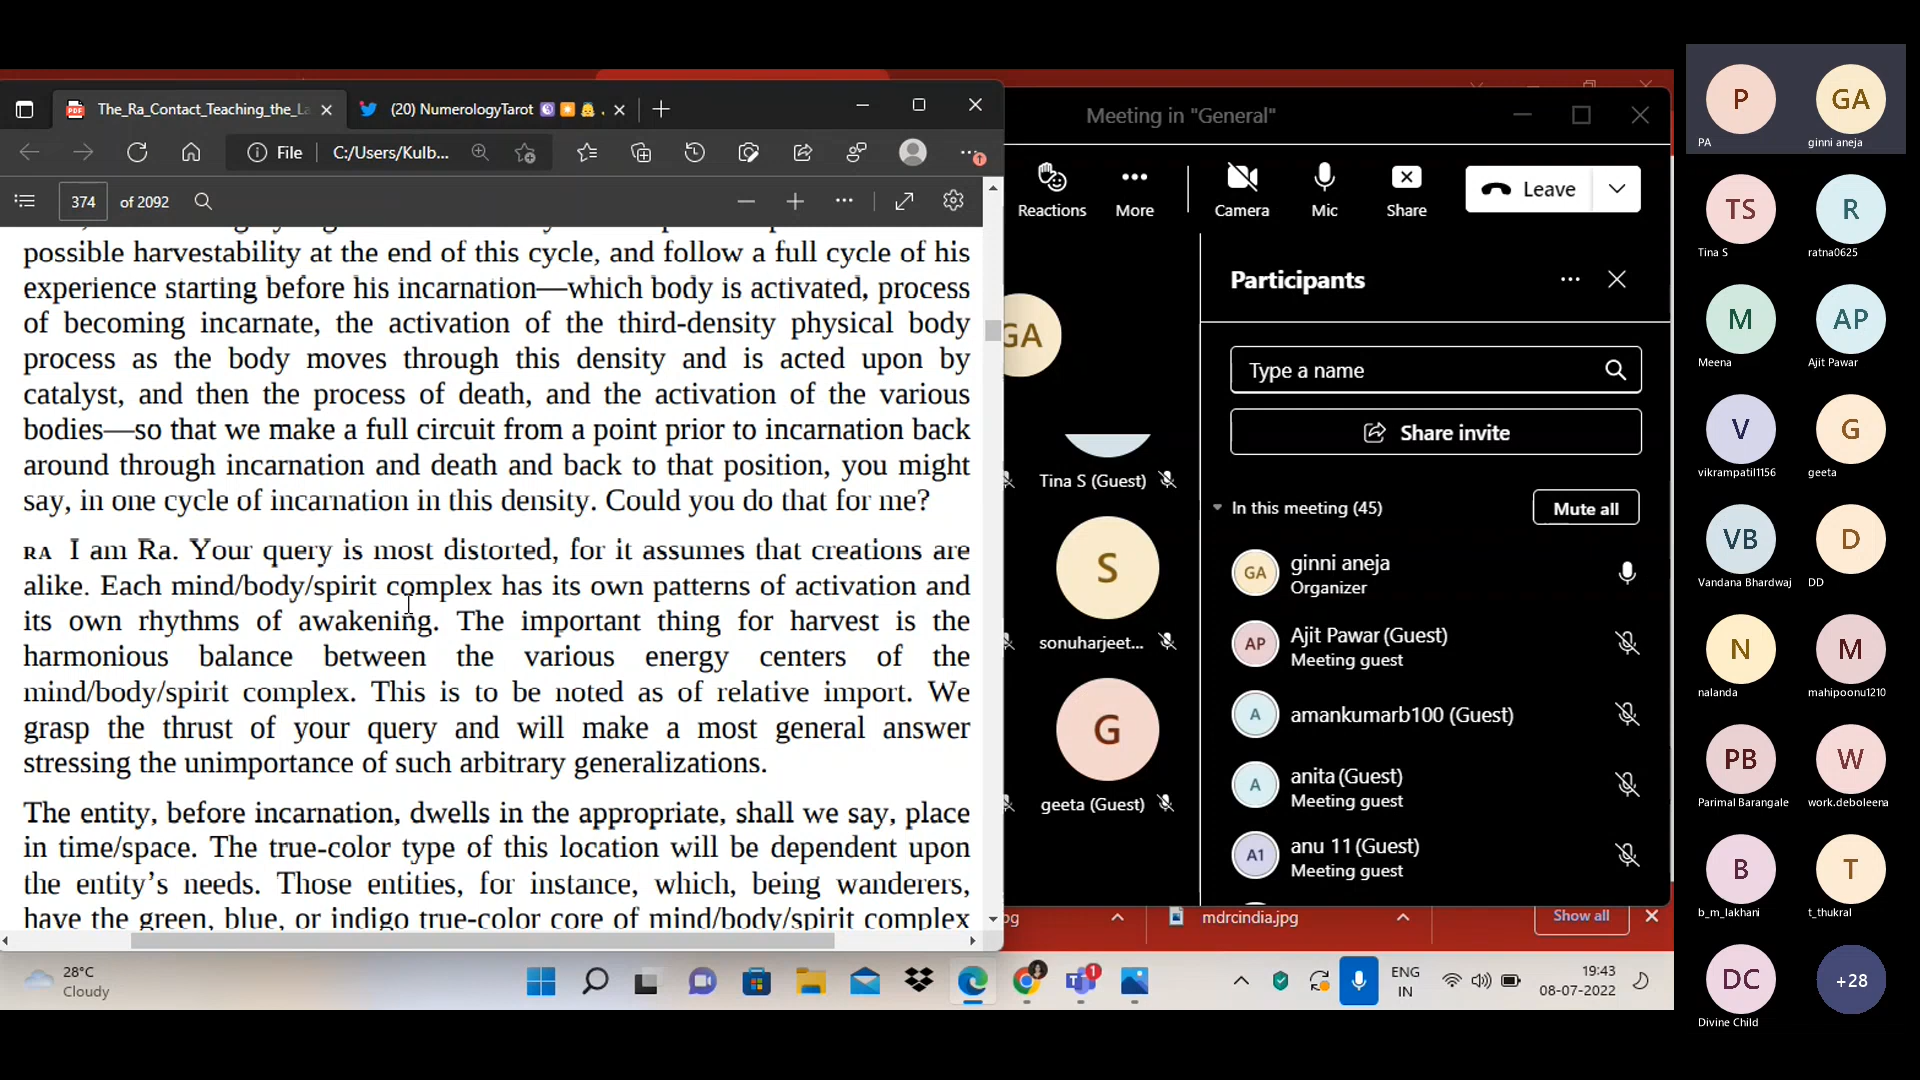 The_Ra_Contact_Teaching_the_La
(20) NumerologyTarot
File
C:/Users/Kulb...
374
of 2092
possible harvestability at the end of this cycle, and follow a full cycle of his
experience starting before his incarnation—which body is activated, process
of becoming incarnate, the activation of the third-density physical body
process as the body moves through this density and is acted upon by
catalyst, and then the process of death, and the activation of the various
bodies—so that we make a full circuit from a point prior to incarnation back
around through incarnation and death and back to that position, you might
say, in one cycle of incarnation in this density. Could you do that for me?
RA I am Ra. Your query is most distorted, for it assumes that creations are
alike. Each mind/body/spirit complex has its own patterns of activation and
its own rhythms of awakening. The important thing for harvest is the
harmonious balance between the various energy centers of the
mind/body/spirit complex. This is to be noted as of relative import. We
grasp the thrust of your query and will make a most general answer
stressing the unimportance of such arbitrary generalizations.
The entity, before incarnation, dwells in the appropriate, shall we say, place
in time/space. The true-color type of this location will be dependent upon
the entity's needs. Those entities, for instance, which, being wanderers,
have the green, blue, or indigo true-color core of mind/body/spirit complex
Meeting in "General"
Reactions
More
Camera
Mic
Share
Leave
GA
Tina S (Guest)
S
sonuharjeet...
G
geeta (Guest)
Participants
Type a name
Share invite
In this meeting (45)
Mute all
GA
ginni aneja
Organizer
AP
Ajit Pawar (Guest)
Meeting guest
A
amankumarb100 (Guest)
A
anita (Guest)
Meeting guest
A1
anu 11 (Guest)
Meeting guest
mdrcindia.jpg
Show all
28°C
Cloudy
1
ENG
IN
19:43
08-07-2022
P
PA
GA
ginni aneja
TS
Tina S
R
ratna0625
M
Meena
AP
Ajit Pawar
V
vikrampatil1156
G
geeta
VB
Vandana Bhardwaj
D
DD
N
nalanda
M
mahipoonu1210
PB
Parimal Barangale
W
work.deboleena
B
b_m_lakhani
T
t_thukral
DC
Divine Child
+28